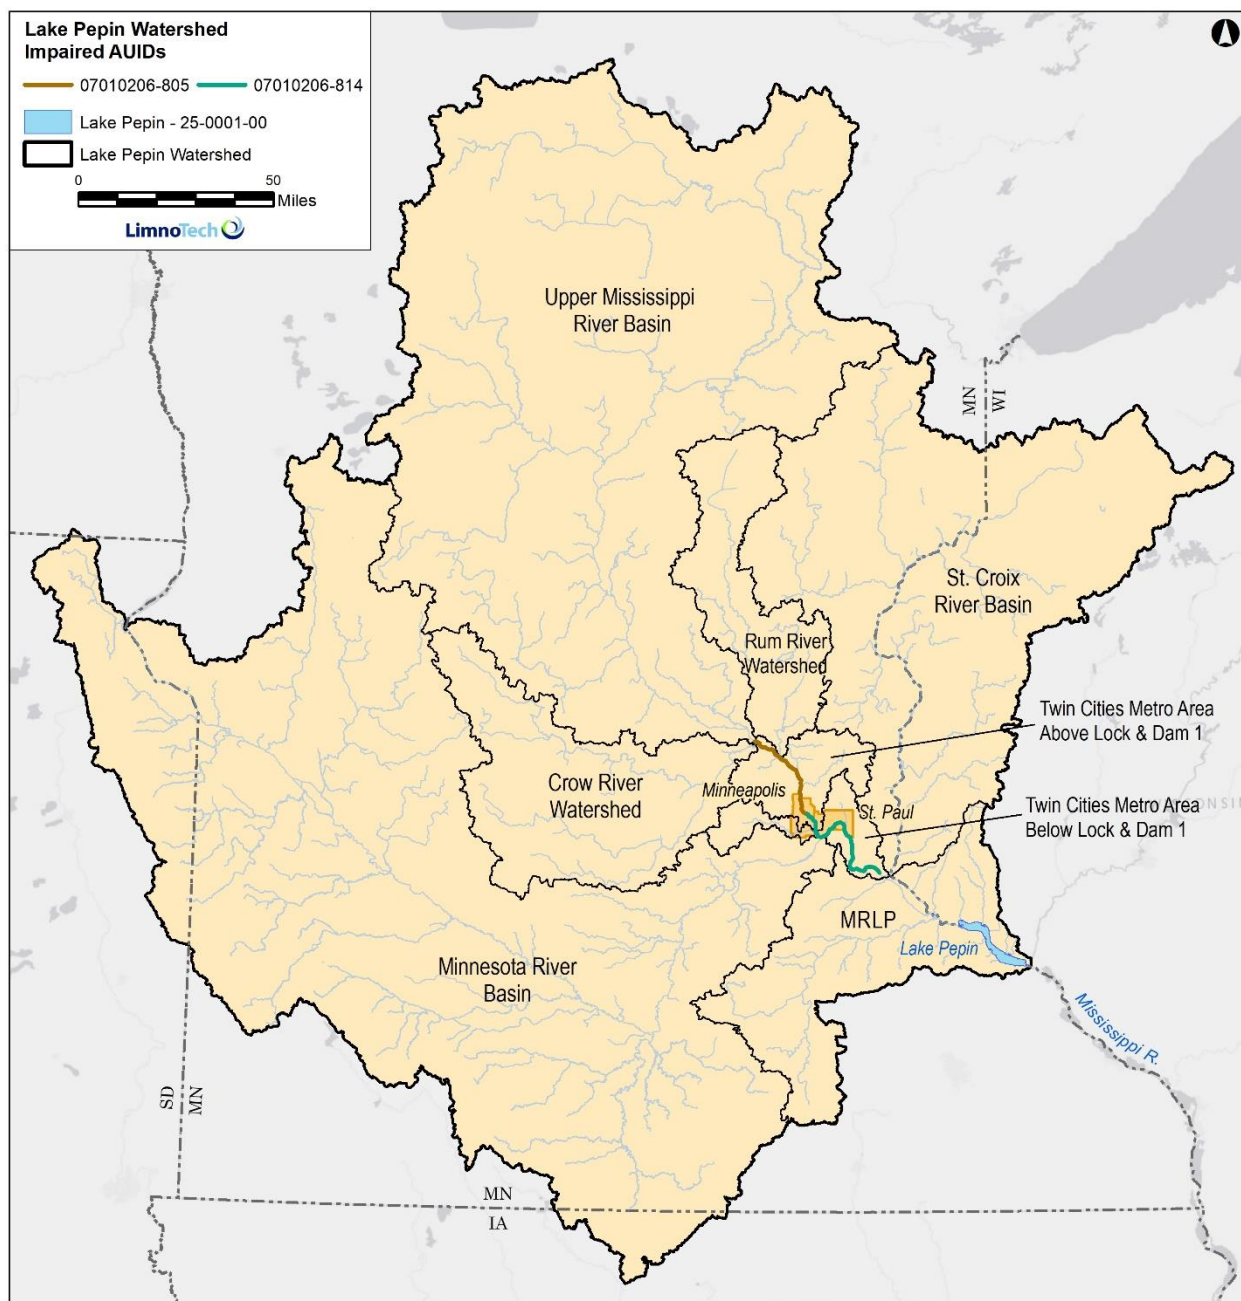 Lake Pepin Watershed
Impaired AUIDs
07010206-805
07010206-814
Lake Pepin - 25-0001-00
Lake Pepin Watershed
0
50
Miles
LimnoTech
Upper Mississippi
River Basin
MN
WI
St. Croix
River Basin
Rum River
Watershed
Twin Cities Metro Area
Above Lock & Dam 1
Crow River
Watershed
Minneapolis
St. Paul
Twin Cities Metro Area
Below Lock & Dam 1
MRLP
Lake Pepin
Minnesota River
Basin
Mississippi R.
SD
MN
MN
IA